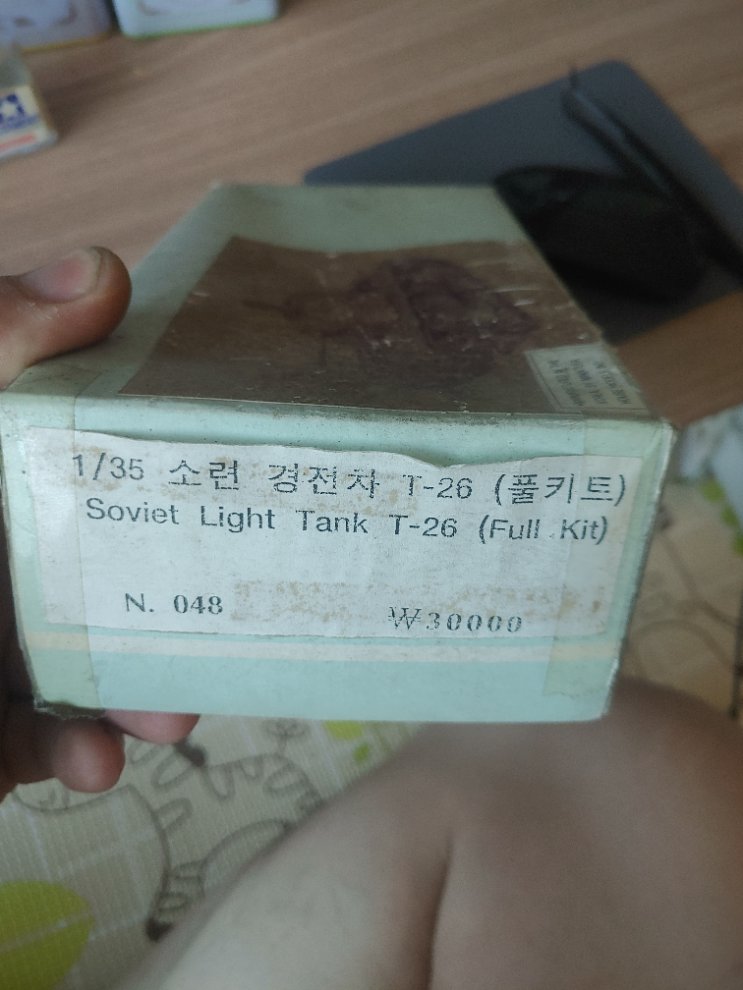 1/35 소련 경전차 T-26 (풀키트)
Soviet Light Tank T-26 (Full Kit)
N. 048
₩30000